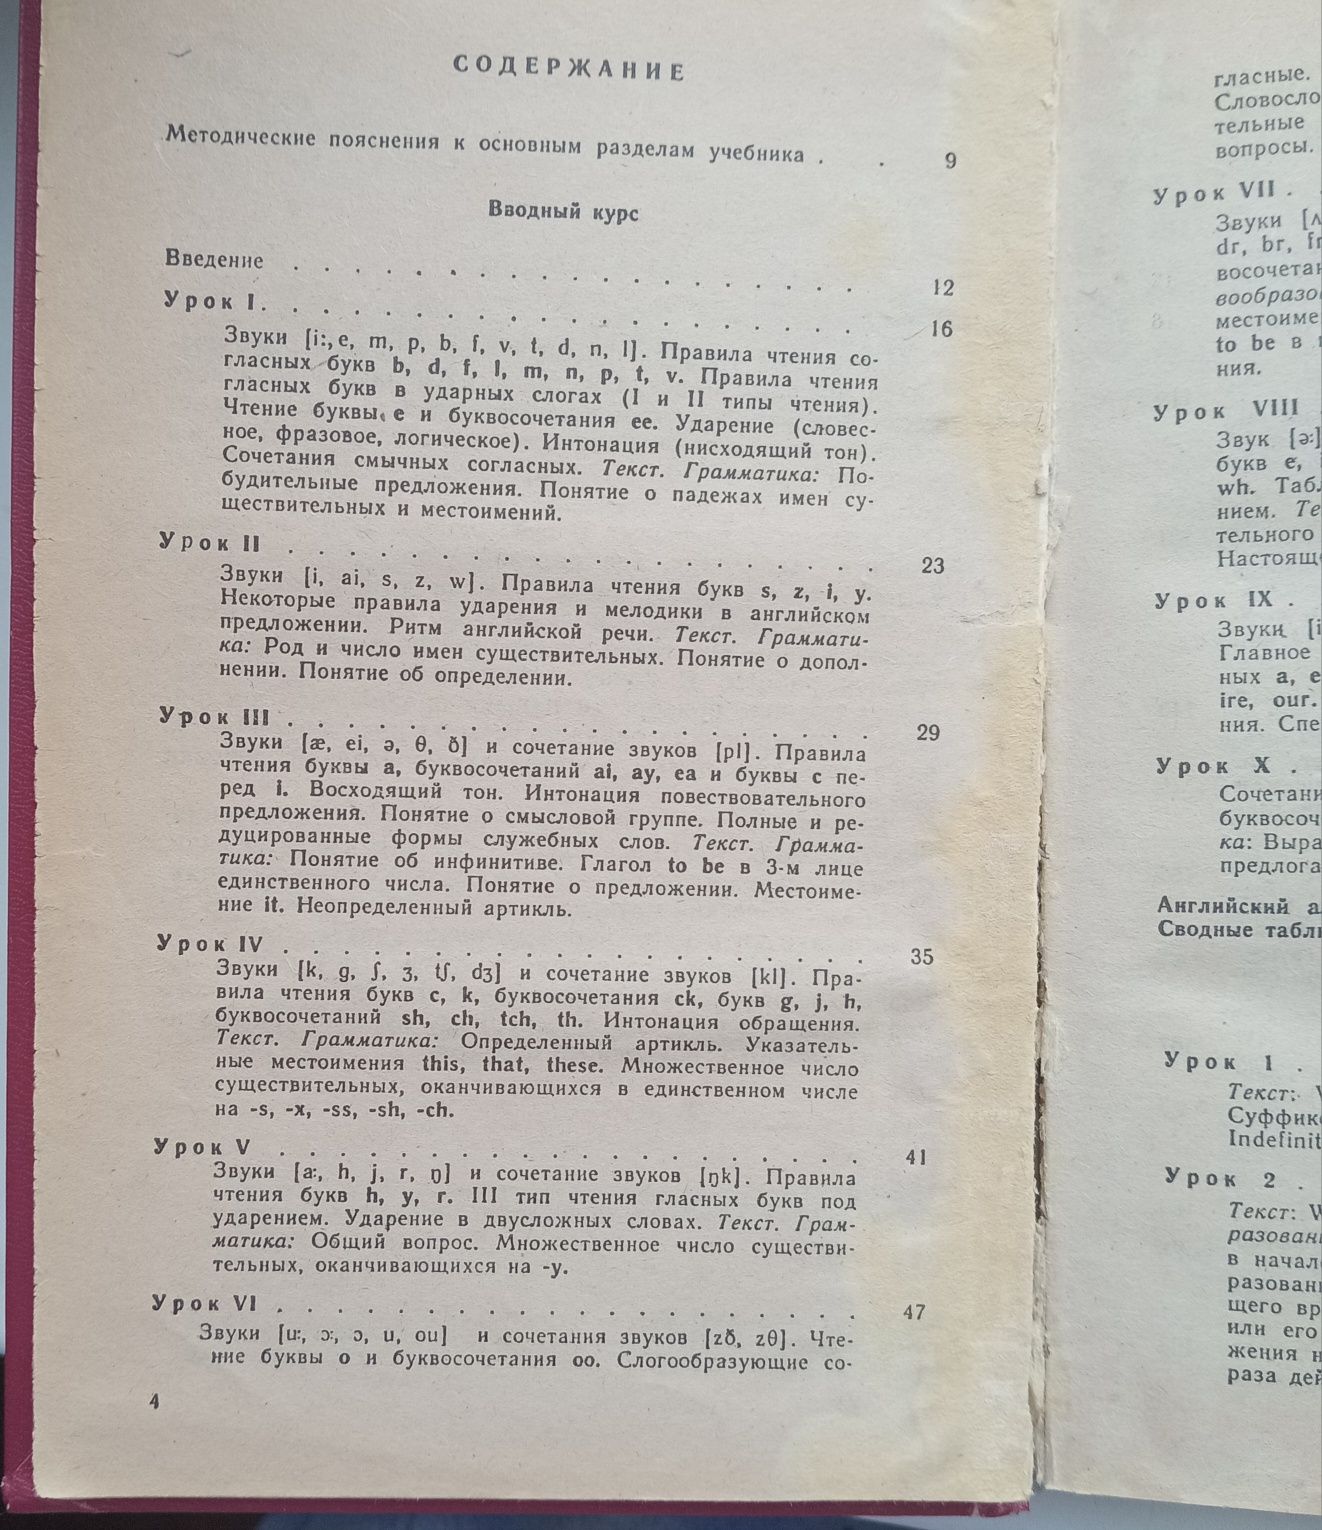 СОДЕРЖАНИЕ
Методические пояснения к основным разделам учебника . . 9
Вводный курс
Введение . . . . . . . . . . . . . . 12
Урок I. . . . . . . . . . . . . . . 16
Звуки [i:, e, m, p, b, f, v, t, d, n, l]. Правила чтения со-
гласных букв b, d, f, l, m, n, p, t, v. Правила чтения
гласных букв в ударных слогах (I и II типы чтения).
Чтение буквы e и буквосочетания ee. Ударение (словес-
ное, фразовое, логическое). Интонация (нисходящий тон).
Сочетания смычных согласных. Текст. Грамматика: По-
будительные предложения. Понятие о падежах имен су-
ществительных и местоимений.
Урок II . . . . . . . . . . . . . . . 23
Звуки [i, ai, s, z, w]. Правила чтения букв s, z, i, y.
Некоторые правила ударения и мелодики в английском
предложении. Ритм английской речи. Текст. Граммати-
ка: Род и число имен существительных. Понятие о допол-
нении. Понятие об определении.
Урок III . . . . . . . . . . . . . . . 29
Звуки [æ, ei, ə, θ, ð] и сочетание звуков [pl]. Правила
чтения буквы a, буквосочетаний ai, ay, ea и буквы c пе-
ред i. Восходящий тон. Интонация повествовательного
предложения. Понятие о смысловой группе. Полные и ре-
дуцированные формы служебных слов. Текст. Грамма-
тика: Понятие об инфинитиве. Глагол to be в 3-м лице
единственного числа. Понятие о предложении. Местоиме-
ние it. Неопределенный артикль.
Урок IV . . . . . . . . . . . . . . . 35
Звуки [k, g, ʃ, ʒ, tʃ, dʒ] и сочетание звуков [kl]. Пра-
вила чтения букв c, k, буквосочетания ck, букв g, j, h,
буквосочетаний sh, ch, tch, th. Интонация обращения.
Текст. Грамматика: Определенный артикль. Указатель-
ные местоимения this, that, these. Множественное число
существительных, оканчивающихся в единственном числе
на -s, -x, -ss, -sh, -ch.
Урок V . . . . . . . . . . . . . . . 41
Звуки [a:, h, j, r, ŋ] и сочетание звуков [ŋk]. Правила
чтения букв h, y, r. III тип чтения гласных букв под
ударением. Ударение в двусложных словах. Текст. Грам-
матика: Общий вопрос. Множественное число существи-
тельных, оканчивающихся на -y.
Урок VI . . . . . . . . . . . . . . . 47
Звуки [u:, ɔ:, ɔ, u, ou] и сочетания звуков [zð, zθ]. Чте-
ние буквы o и буквосочетания oo. Слогообразующие со-
4
гласные.
Словосло
тельные
вопросы.
Урок VII .
Звуки [ʌ
dr, br, fr
восочетан
вообразо
местоиме
to be в
ния.
Урок VIII
Звук [ə:]
букв e,
wh. Табл
нием. Те
тельного
Настоящ
Урок IX .
Звуки [i
Главное
ных a, e
ire, our.
ния. Спе
Урок X .
Сочетани
буквосоч
ка: Выра
предлога
Английский а
Сводные табли
Урок 1 .
Текст:
Суффикс
Indefinit
Урок 2 .
Текст: W
разовани
в начал
разовани
щего вр
или его
жения н
раза дей